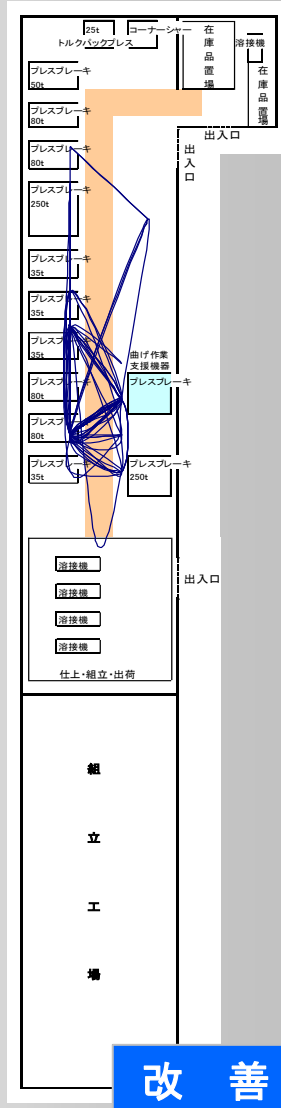 25t
トルクパックプレス
コーナーシャー
在庫品置場
溶接機
在庫品置場
出入口
出入口
プレスブレーキ
50t
プレスブレーキ
80t
プレスブレーキ
80t
プレスブレーキ
250t
プレスブレーキ
35t
プレスブレーキ
35t
プレスブレーキ
35t
曲げ作業
支援機器
プレスブレーキ
プレスブレーキ
80t
プレスブレーキ
80t
プレスブレーキ
35t
プレスブレーキ
250t
溶接機
溶接機
溶接機
溶接機
出入口
仕上・組立・出荷
組立工場
改善